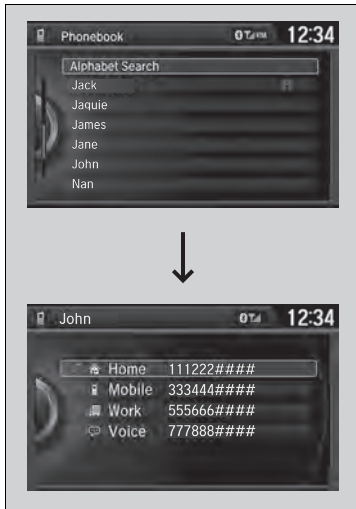 Phonebook 12:34
Alphabet Search
Jack
Jaquie
James
Jane
John
Nan
John 12:34
Home 111222####
Mobile 333444####
Work 555666####
Voice 777888####